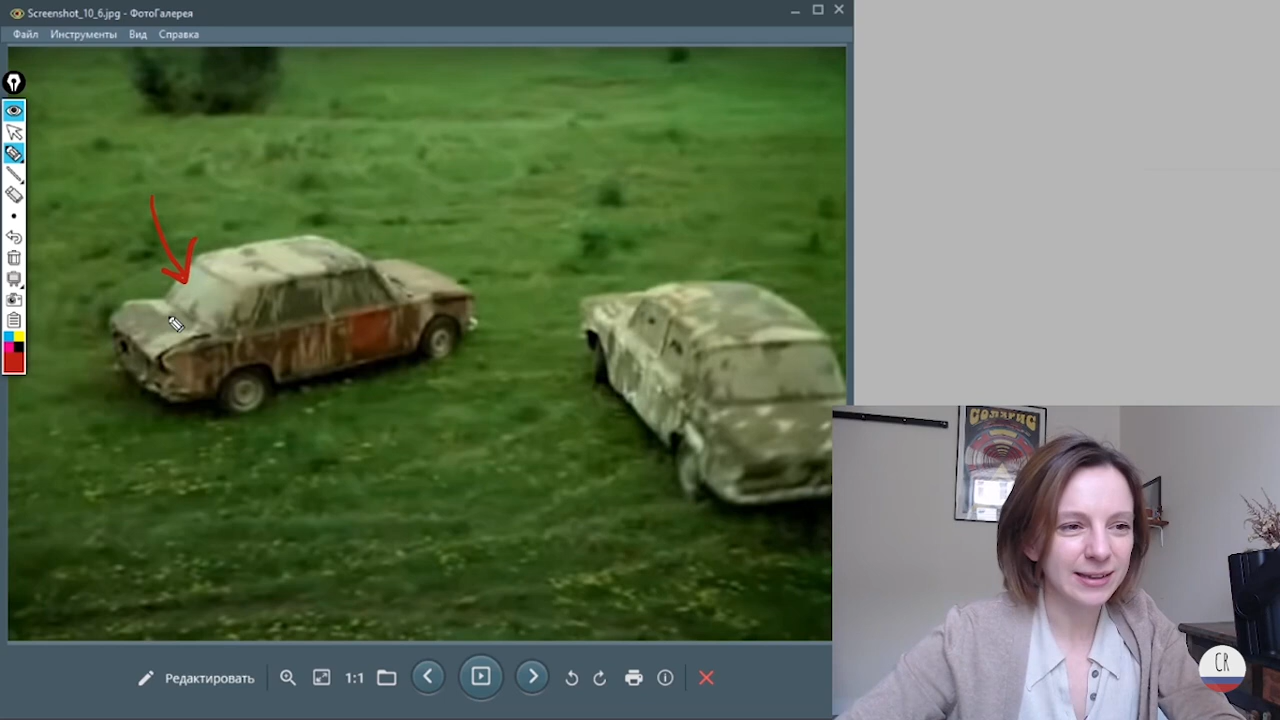 Screenshot_10_6.jpg - ФотоГалерея
Файл Инструменты Вид Справка
СОЛЯРИС
Редактировать
1:1
CR